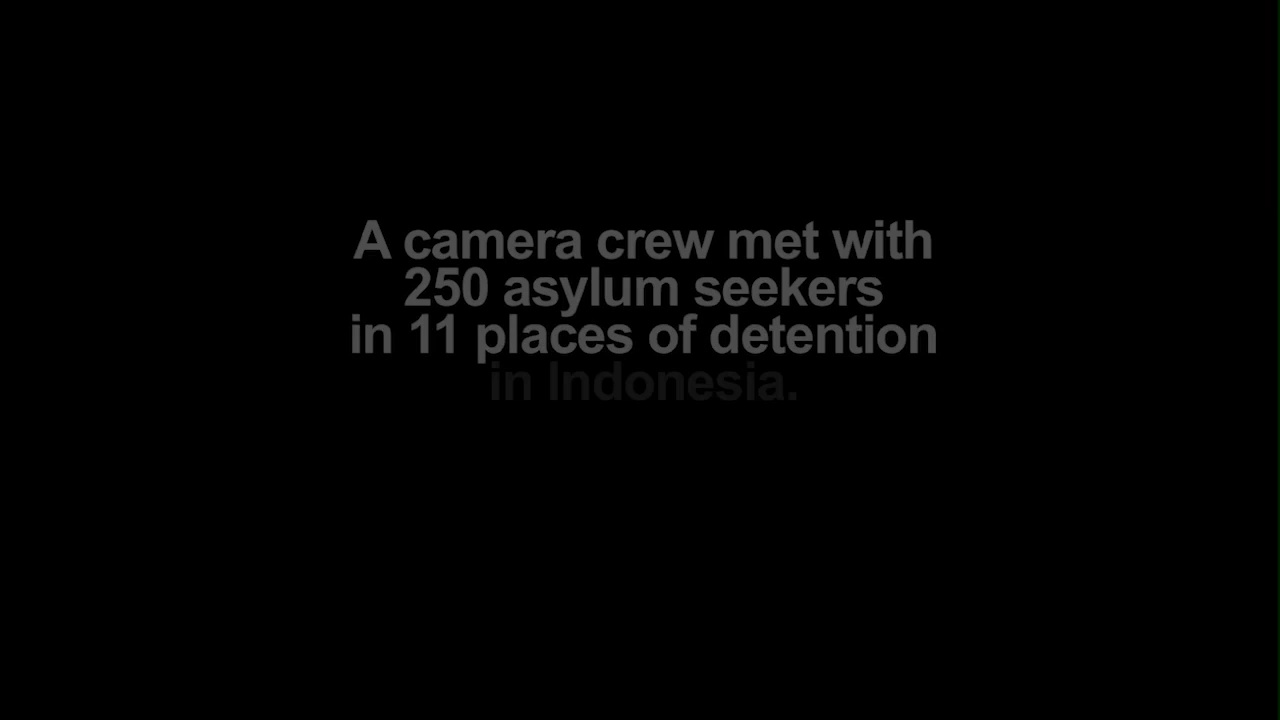 A camera crew met with
250 asylum seekers
in 11 places of detention
in Indonesia.